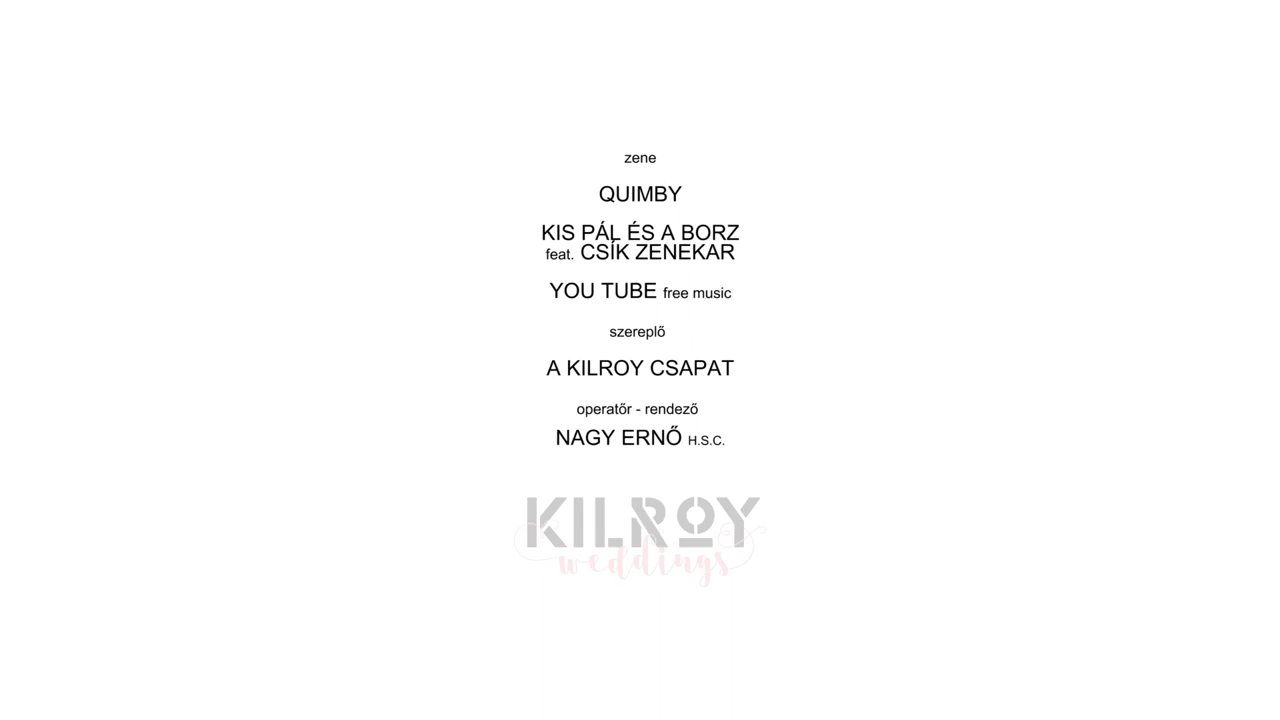 zene
QUIMBY
KIS PÁL ÉS A BORZ
feat. CSÍK ZENEKAR
YOU TUBE free music
szereplő
A KILROY CSAPAT
operatőr - rendező
NAGY ERNŐ H.S.C.
KILROY
weddings